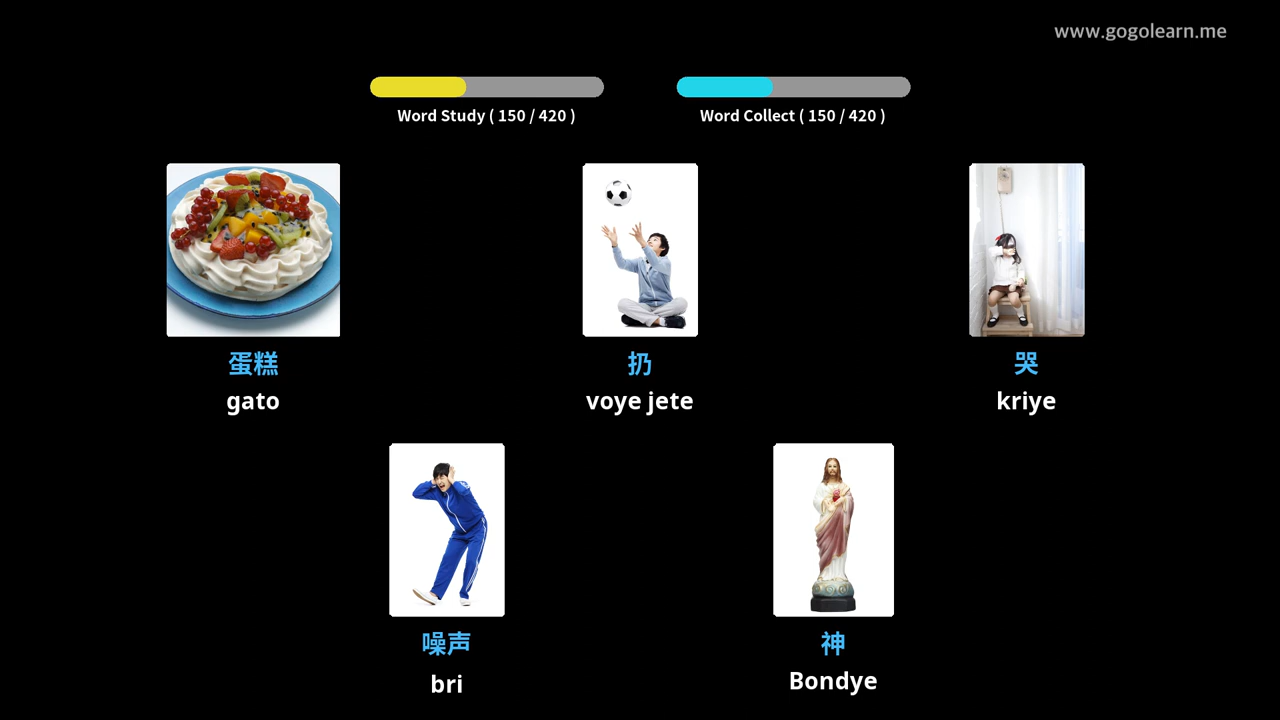 www.gogolearn.me
Word Study ( 150 / 420 )
Word Collect ( 150 / 420 )
蛋糕
gato
扔
voye jete
哭
kriye
噪声
bri
神
Bondye